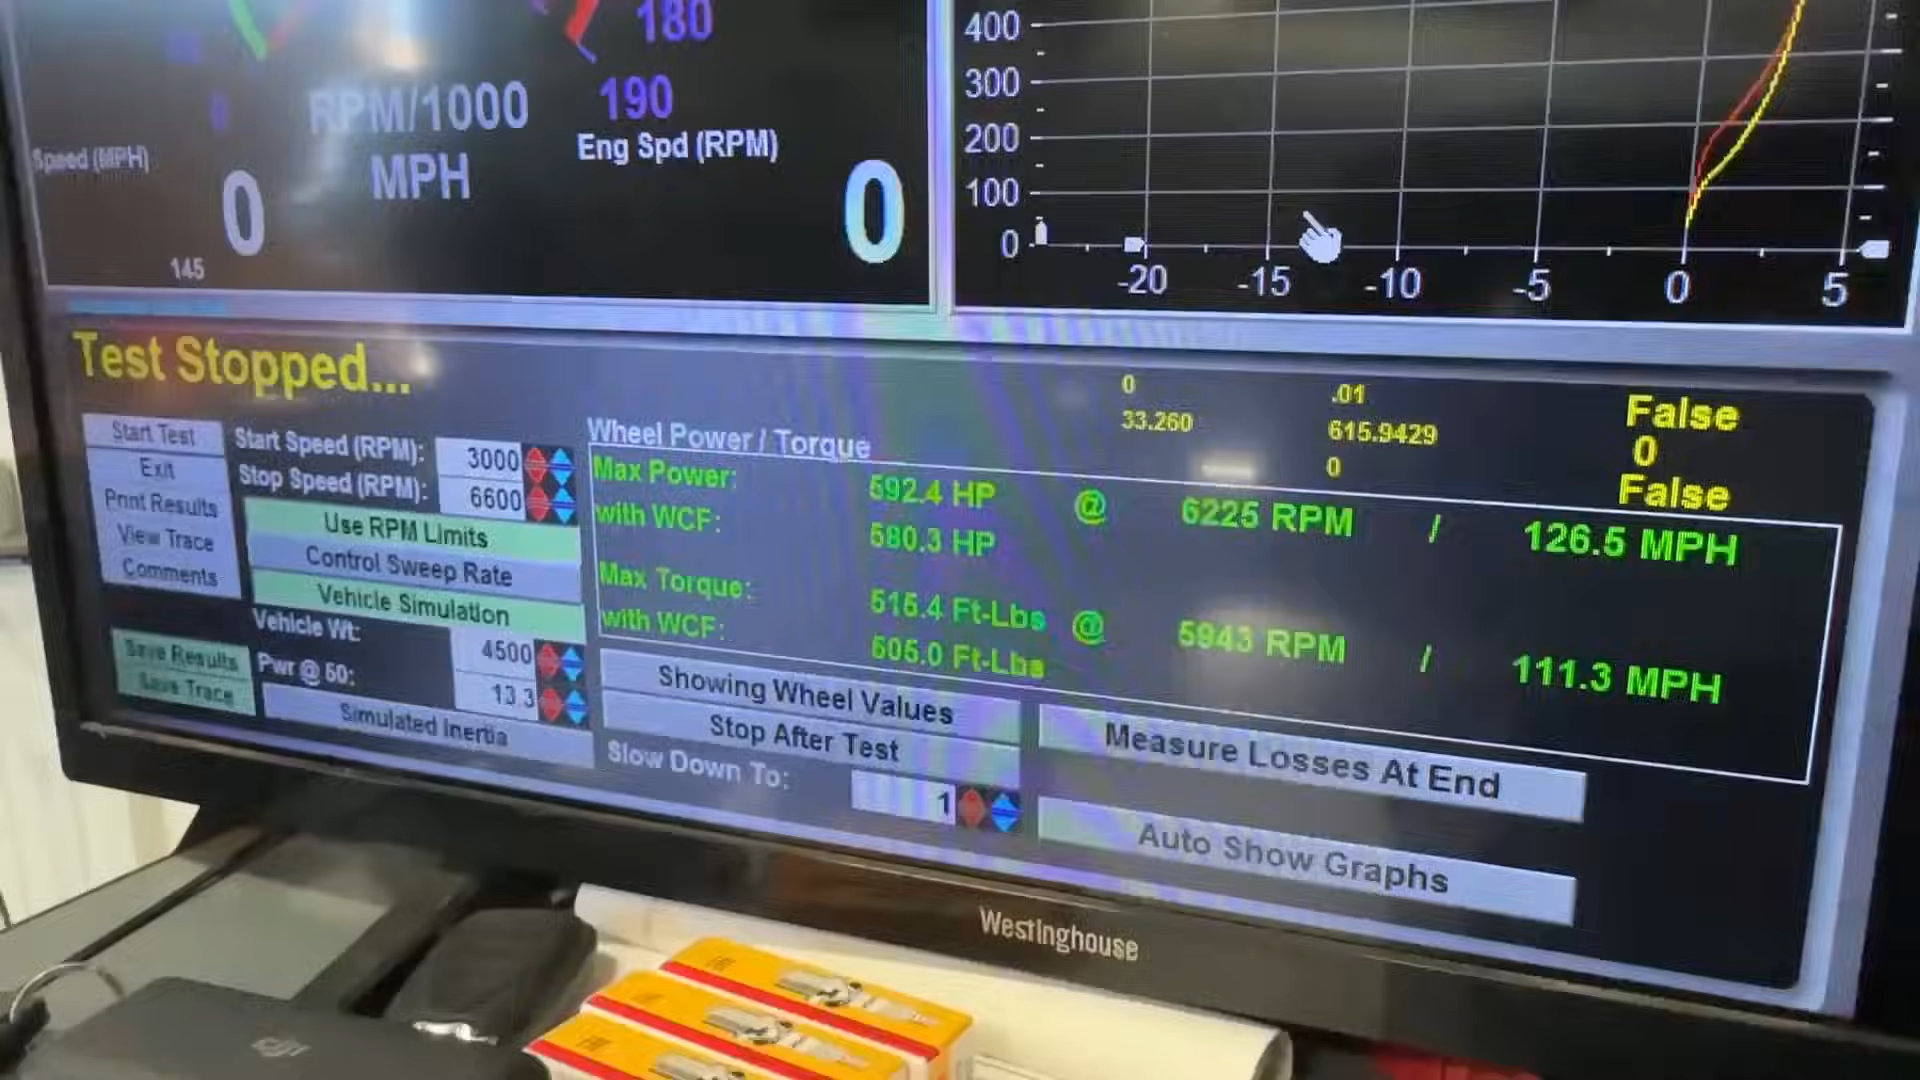 180
190
RPM/1000
MPH
Speed (MPH)
0
145
Eng Spd (RPM)
0
400
300
200
100
0
-20 -15 -10 -5 0 5
Test Stopped...
Start Test
Exit
Print Results
View Trace
Comments
Save Results
Save Trace
Start Speed (RPM): 3000
Stop Speed (RPM): 6600
Use RPM Limits
Control Sweep Rate
Vehicle Simulation
Vehicle Wt: 4500
Pwr @ 50: 13.3
Simulated Inertia
0 .01 False
33.260 615.9429 0
0 False
Wheel Power / Torque
Max Power: 592.4 HP @ 6225 RPM / 126.5 MPH
with WCF: 580.3 HP
Max Torque: 515.4 Ft-Lbs @ 5943 RPM / 111.3 MPH
with WCF: 505.0 Ft-Lbs
Showing Wheel Values
Stop After Test
Slow Down To: 1
Measure Losses At End
Auto Show Graphs
Westinghouse
dji